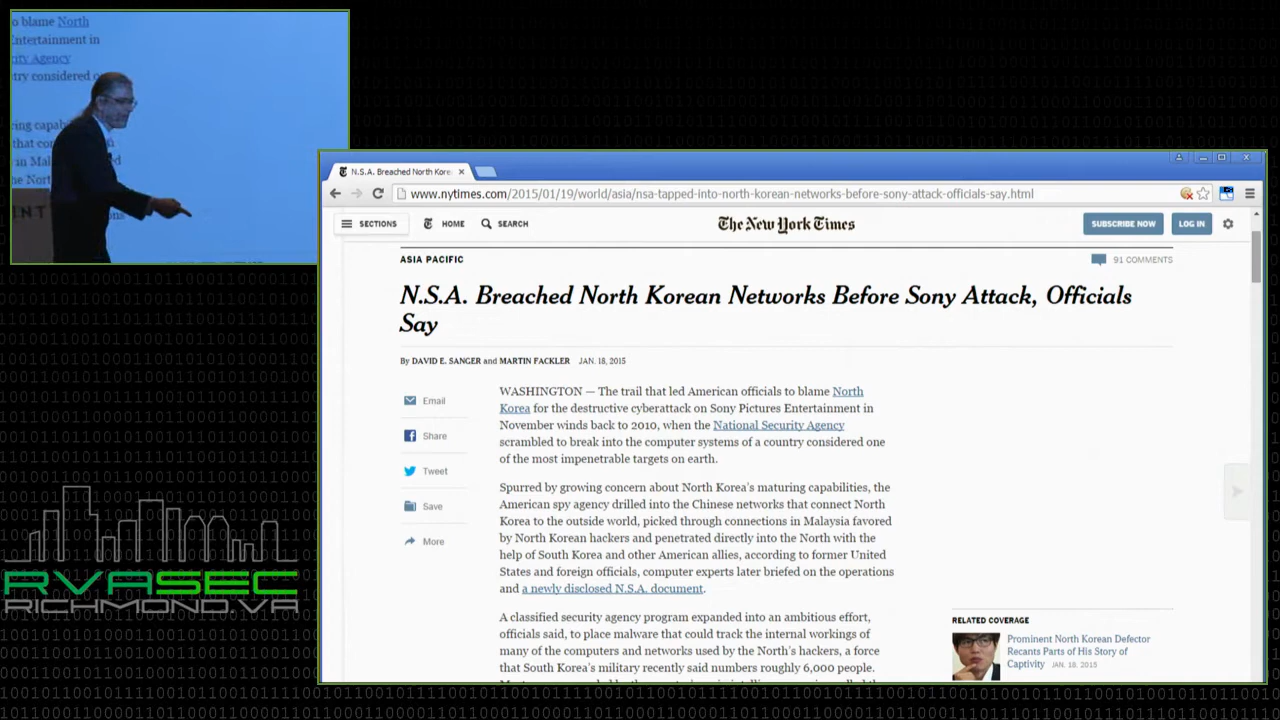 o blame North
Entertainment in
rity Agency
try considered o
ing capab
that con
in Mala
the Nort
ons
N.S.A. Breached North Kore
www.nytimes.com/2015/01/19/world/asia/nsa-tapped-into-north-korean-networks-before-sony-attack-officials-say.html
SECTIONS HOME SEARCH The New York Times SUBSCRIBE NOW LOG IN
ASIA PACIFIC 91 COMMENTS
N.S.A. Breached North Korean Networks Before Sony Attack, Officials
Say
By DAVID E. SANGER and MARTIN FACKLER JAN. 18, 2015
Email
Share
Tweet
Save
More
WASHINGTON — The trail that led American officials to blame North
Korea for the destructive cyberattack on Sony Pictures Entertainment in
November winds back to 2010, when the National Security Agency
scrambled to break into the computer systems of a country considered one
of the most impenetrable targets on earth.
Spurred by growing concern about North Korea's maturing capabilities, the
American spy agency drilled into the Chinese networks that connect North
Korea to the outside world, picked through connections in Malaysia favored
by North Korean hackers and penetrated directly into the North with the
help of South Korea and other American allies, according to former United
States and foreign officials, computer experts later briefed on the operations
and a newly disclosed N.S.A. document.
A classified security agency program expanded into an ambitious effort,
officials said, to place malware that could track the internal workings of
many of the computers and networks used by the North's hackers, a force
that South Korea's military recently said numbers roughly 6,000 people.
RELATED COVERAGE
Prominent North Korean Defector
Recants Parts of His Story of
Captivity JAN. 18, 2015
RVASEC
RICHMOND.VA